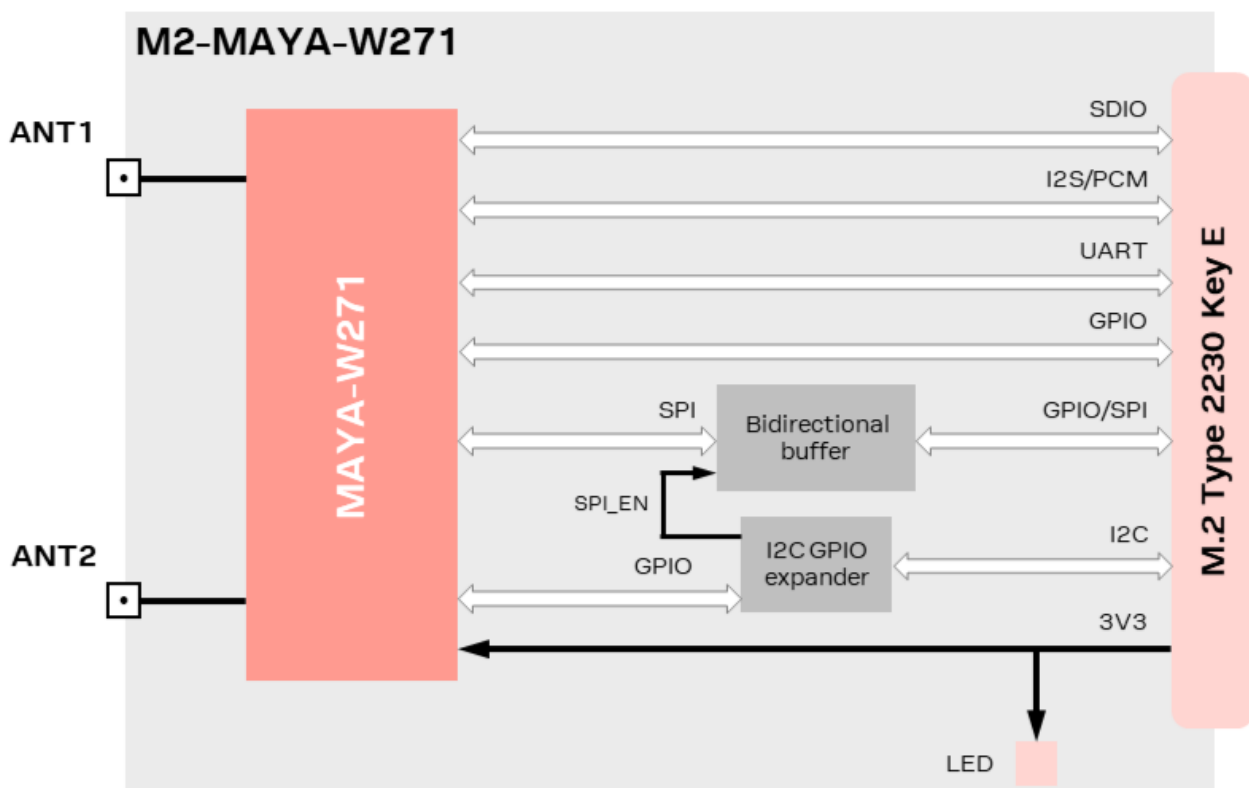 M2-MAYA-W271
ANT1
SDIO
I2S/PCM
UART
GPIO
MAYA-W271
M.2 Type 2230 Key E
SPI
Bidirectional
buffer
GPIO/SPI
SPI_EN
ANT2
I2C GPIO
expander
I2C
GPIO
3V3
LED